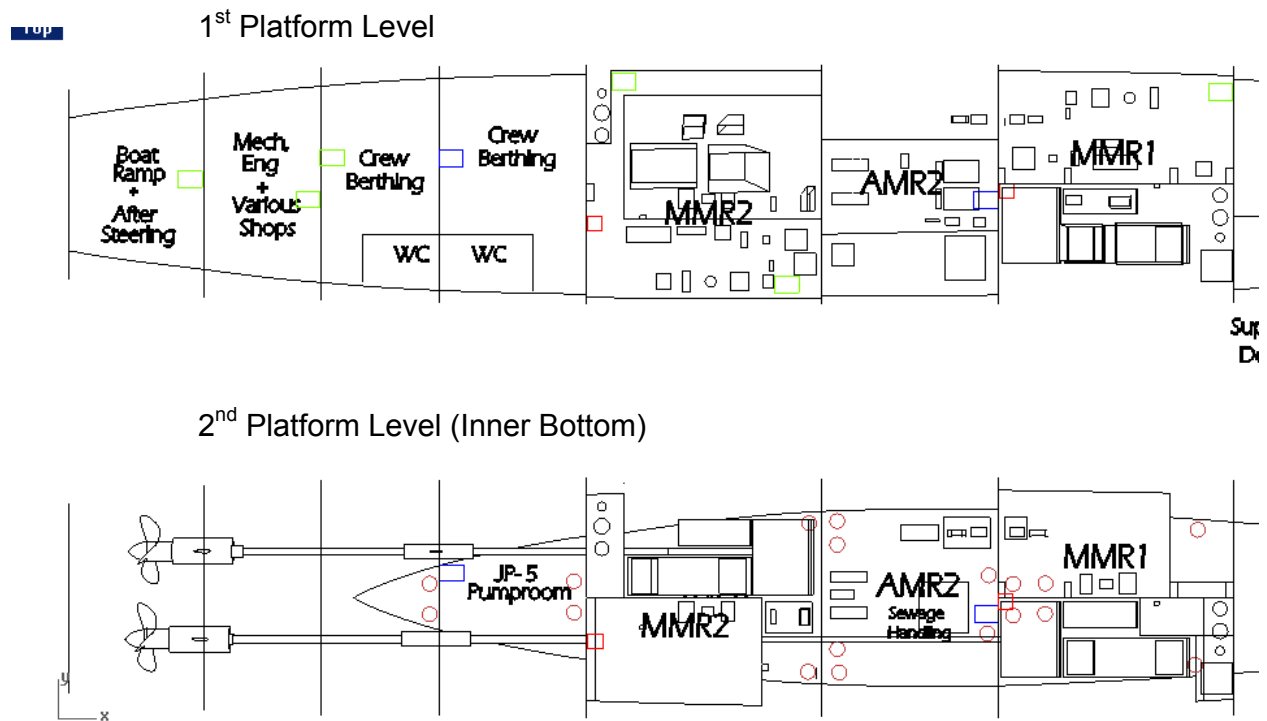 Top
1st Platform Level
Boat
Ramp
+
After
Steering
Mech,
Eng
+
Various
Shops
Crew
Berthing
Crew
Berthing
WC
WC
MMR2
AMR2
MMR1
2nd Platform Level (Inner Bottom)
JP-5
Pumproom
MMR2
AMR2
Sewage
Handling
MMR1
y
x